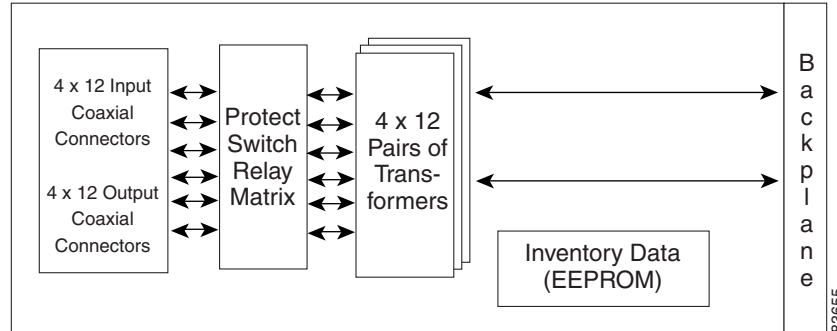 4 x 12 Input
Coaxial
Connectors
4 x 12 Output
Coaxial
Connectors
Protect
Switch
Relay
Matrix
4 x 12
Pairs of
Trans-
formers
Inventory Data
(EEPROM)
Backplane